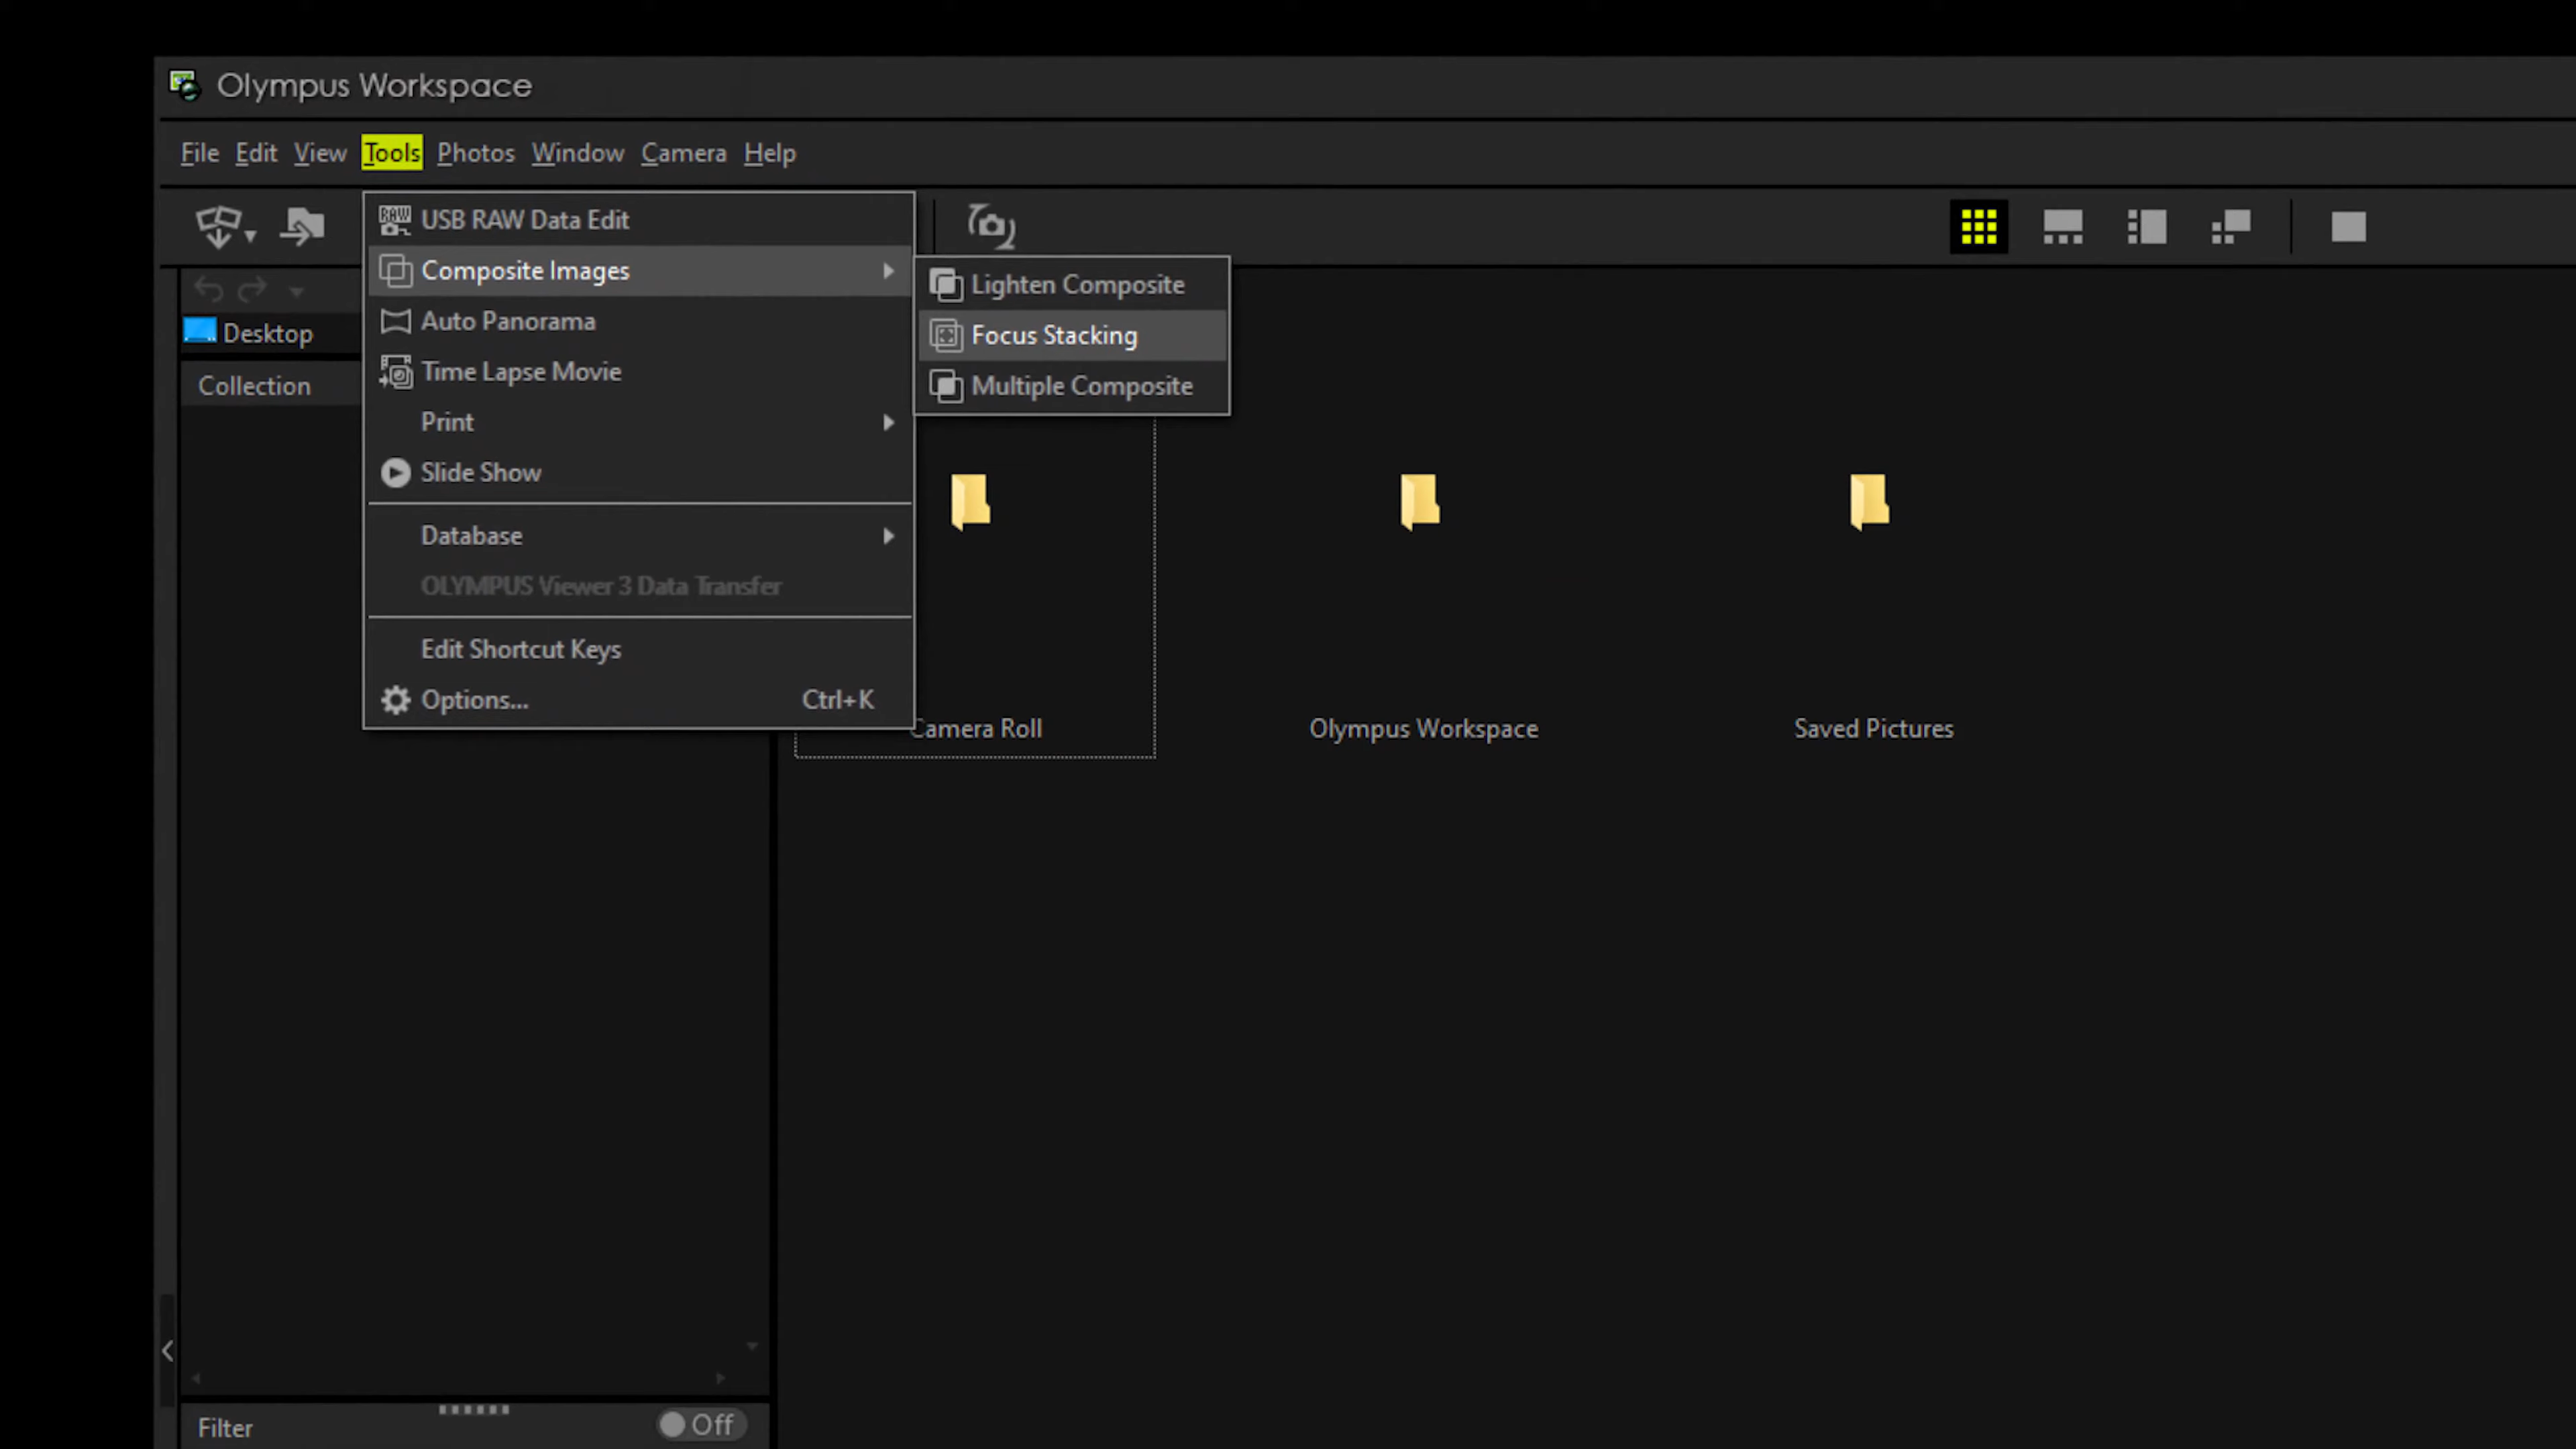 Olympus Workspace
File Edit View Tools Photos Window Camera Help
USB RAW Data Edit
Composite Images
Auto Panorama
Time Lapse Movie
Print
Slide Show
Database
OLYMPUS Viewer 3 Data Transfer
Edit Shortcut Keys
Options... Ctrl+K
Lighten Composite
Focus Stacking
Multiple Composite
Desktop
Collection
Camera Roll
Olympus Workspace
Saved Pictures
Filter
Off